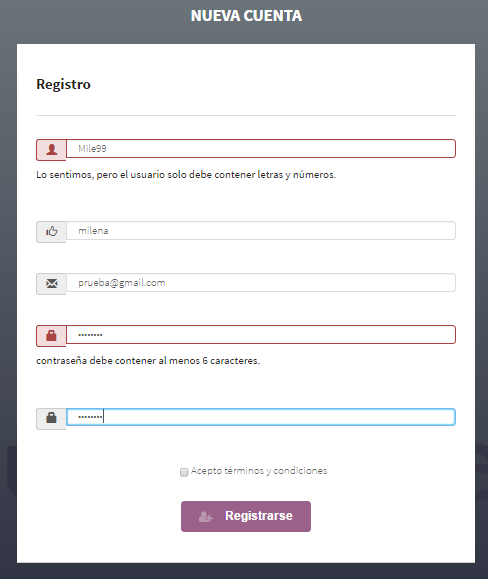 NUEVA CUENTA
Registro
Mile99
Lo sentimos, pero el usuario solo debe contener letras y números.
milena
prueba@gmail.com
········
contraseña debe contener al menos 6 caracteres.
········
Acepto términos y condiciones
Registrarse